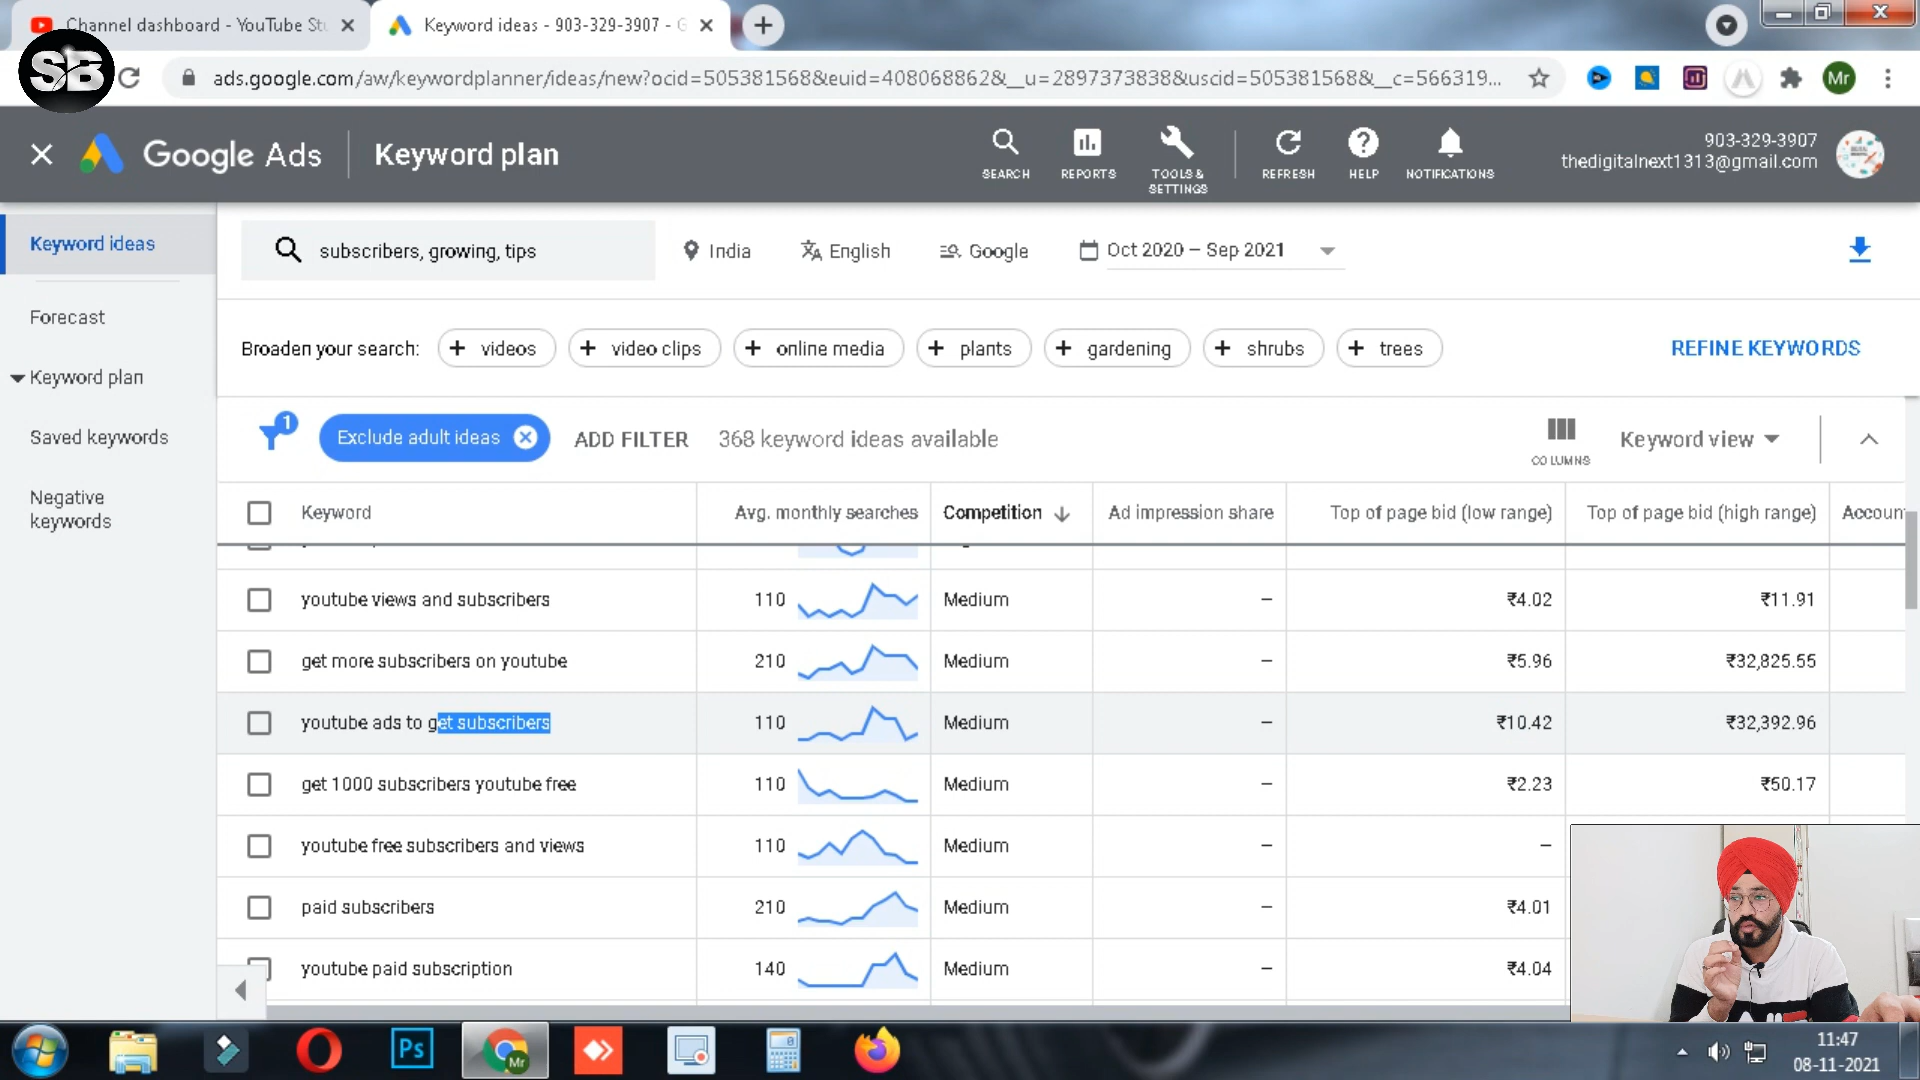 Channel dashboard - YouTube Stu
Keyword ideas - 903-329-3907 - G
SB
ads.google.com/aw/keywordplanner/ideas/new?ocid=505381568&euid=408068862&__u=2897373838&uscid=505381568&__c=566319...
Mr
Google Ads
Keyword plan
SEARCH
REPORTS
TOOLS &
SETTINGS
REFRESH
HELP
NOTIFICATIONS
903-329-3907
thedigitalnext1313@gmail.com
Keyword ideas
Forecast
Keyword plan
Saved keywords
Negative
keywords
subscribers, growing, tips
India
English
Google
Oct 2020 – Sep 2021
Broaden your search:
+ videos
+ video clips
+ online media
+ plants
+ gardening
+ shrubs
+ trees
REFINE KEYWORDS
1
Exclude adult ideas
ADD FILTER
368 keyword ideas available
COLUMNS
Keyword view
Keyword Avg. monthly searches Competition Ad impression share Top of page bid (low range) Top of page bid (high range) Accoun
youtube views and subscribers 110 Medium – ₹4.02 ₹11.91
get more subscribers on youtube 210 Medium – ₹5.96 ₹32,825.55
youtube ads to get subscribers 110 Medium – ₹10.42 ₹32,392.96
get 1000 subscribers youtube free 110 Medium – ₹2.23 ₹50.17
youtube free subscribers and views 110 Medium – –
paid subscribers 210 Medium – ₹4.01
youtube paid subscription 140 Medium – ₹4.04
Ps
Mr
11:47
08-11-2021